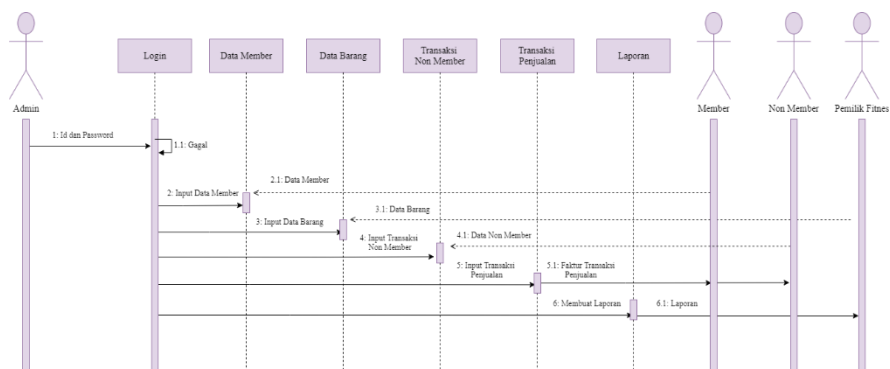 Login
Data Member
Data Barang
Transaksi
Non Member
Transaksi
Penjualan
Laporan
Admin
Member
Non Member
Pemilik Fitnes
1: Id dan Password
1.1: Gagal
2.1: Data Member
2: Input Data Member
3.1: Data Barang
3: Input Data Barang
4.1: Data Non Member
4: Input Transaksi
Non Member
5: Input Transaksi
Penjualan
5.1: Faktur Transaksi
Penjualan
6: Membuat Laporan
6.1: Laporan